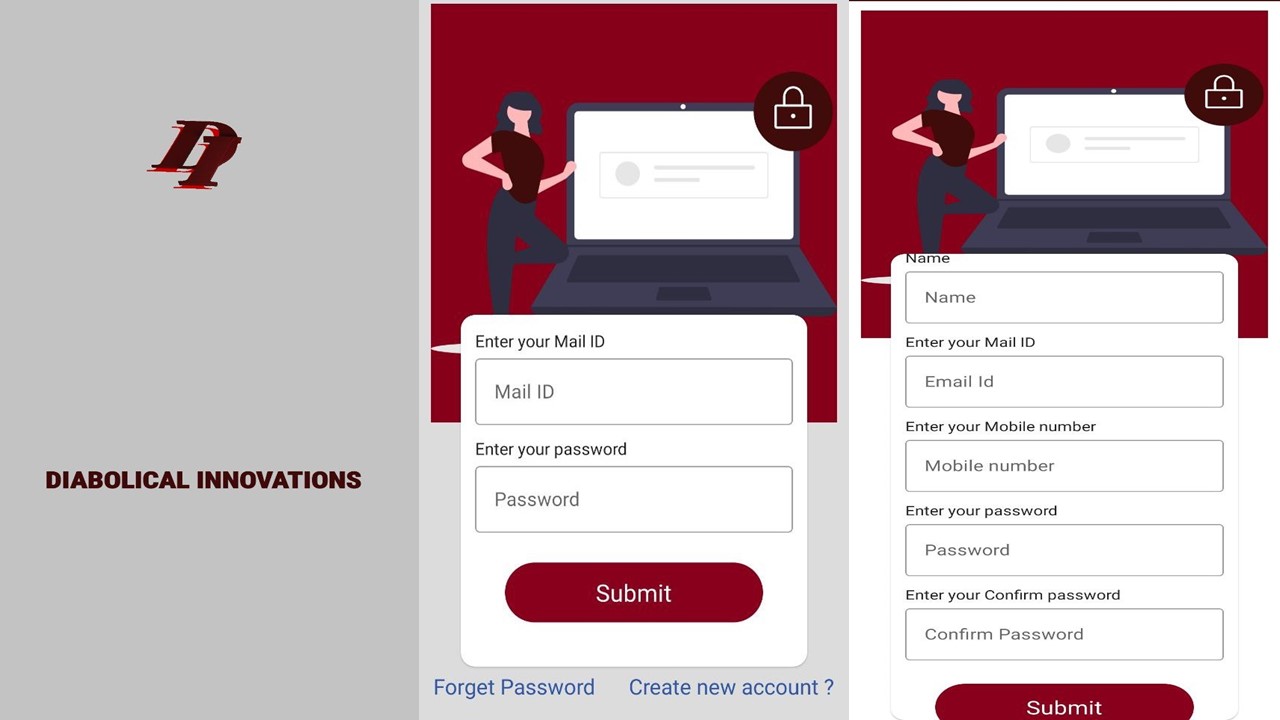 DI
DIABOLICAL INNOVATIONS
Enter your Mail ID
Mail ID
Enter your password
Password
Submit
Forget Password
Create new account ?
Name
Name
Enter your Mail ID
Email Id
Enter your Mobile number
Mobile number
Enter your password
Password
Enter your Confirm password
Confirm Password
Submit